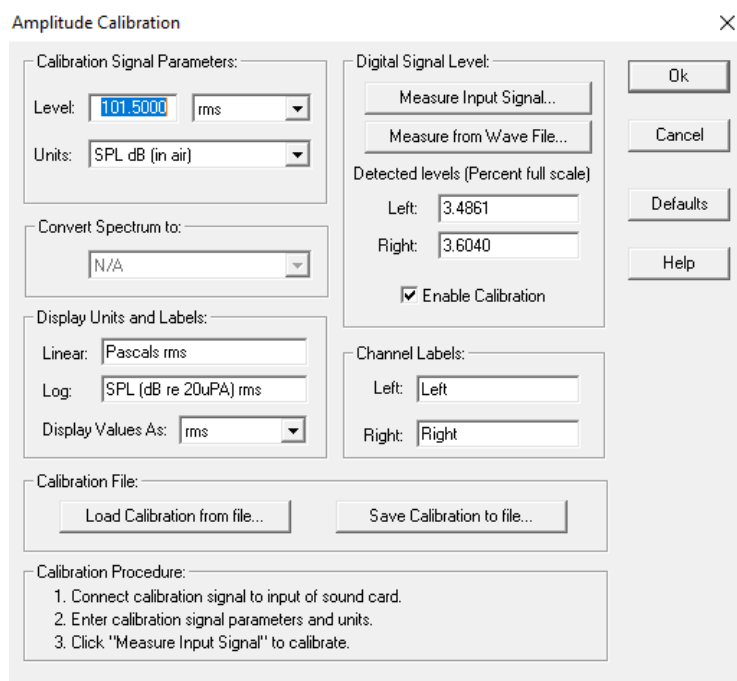 Amplitude Calibration
Calibration Signal Parameters:
Level: 101.5000 rms
Units: SPL dB (in air)
Convert Spectrum to:
N/A
Display Units and Labels:
Linear: Pascals rms
Log: SPL (dB re 20uPA) rms
Display Values As: rms
Digital Signal Level:
Measure Input Signal...
Measure from Wave File...
Detected levels (Percent full scale)
Left: 3.4861
Right: 3.6040
Enable Calibration
Channel Labels:
Left: Left
Right: Right
Ok
Cancel
Defaults
Help
Calibration File:
Load Calibration from file...
Save Calibration to file...
Calibration Procedure:
1. Connect calibration signal to input of sound card.
2. Enter calibration signal parameters and units.
3. Click "Measure Input Signal" to calibrate.